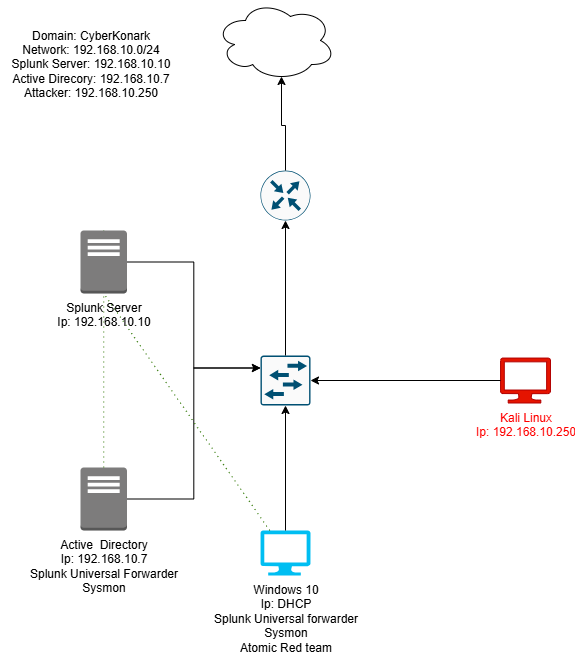 Domain: CyberKonark
Network: 192.168.10.0/24
Splunk Server: 192.168.10.10
Active Direcory: 192.168.10.7
Attacker: 192.168.10.250
Splunk Server
Ip: 192.168.10.10
Kali Linux
Ip: 192.168.10.250
Active Directory
Ip: 192.168.10.7
Splunk Universal Forwarder
Sysmon
Windows 10
Ip: DHCP
Splunk Universal forwarder
Sysmon
Atomic Red team